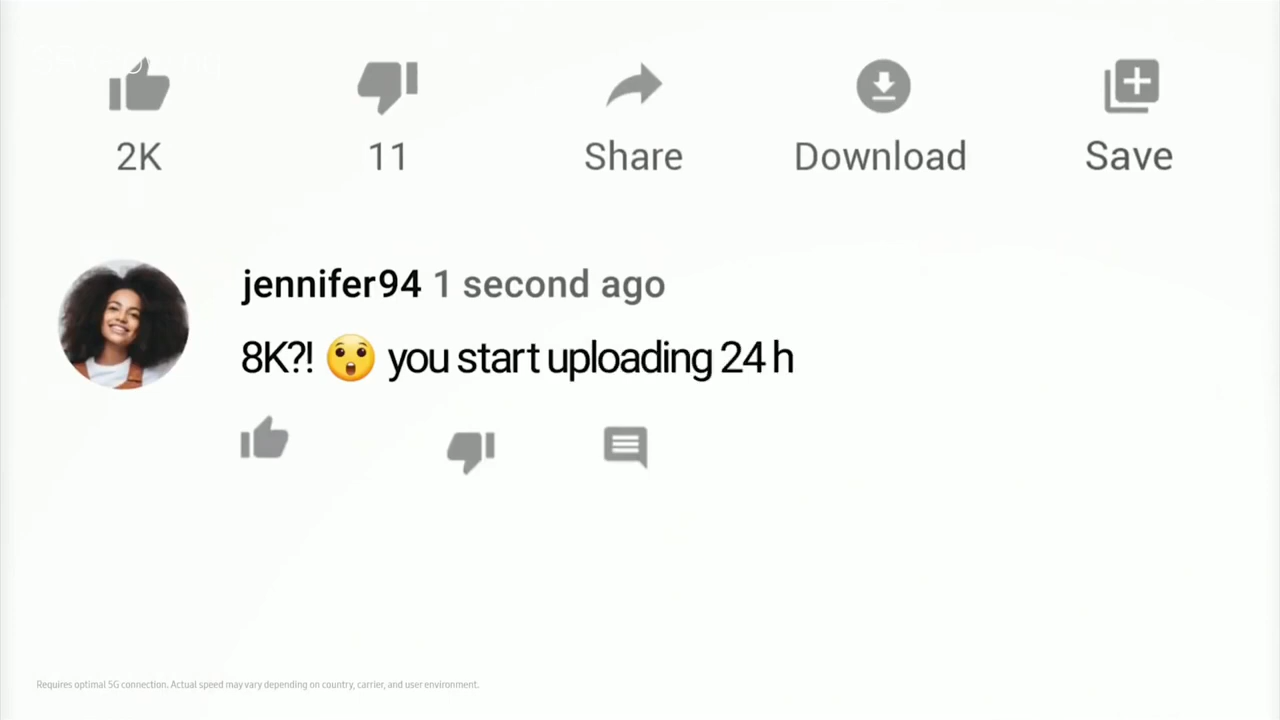 2K 11 Share Download Save
jennifer94 1 second ago
8K?! 😲 you start uploading 24 h
Requires optimal 5G connection. Actual speed may vary depending on country, carrier, and user environment.